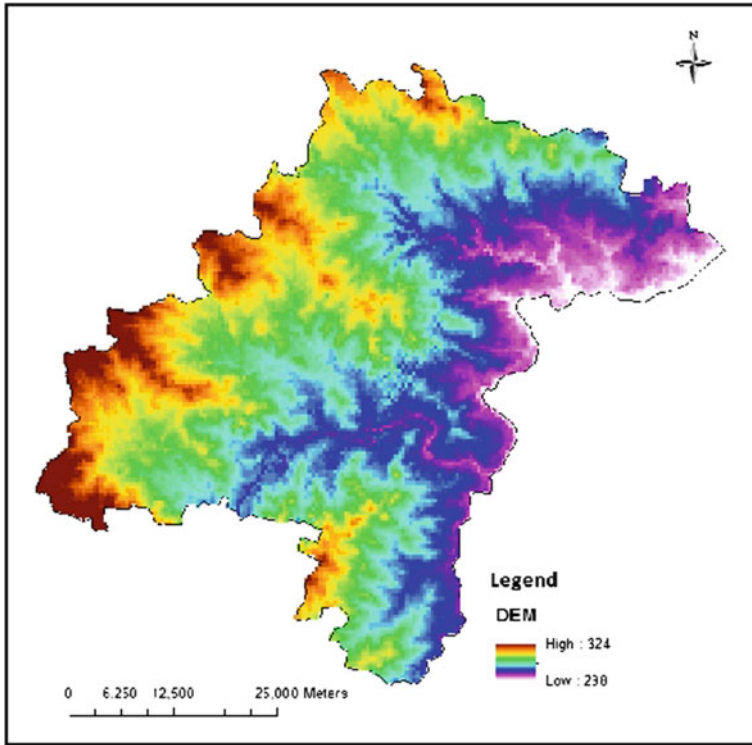 N
Legend
DEM
High : 324
Low : 230
0 6,250 12,500 25,000 Meters